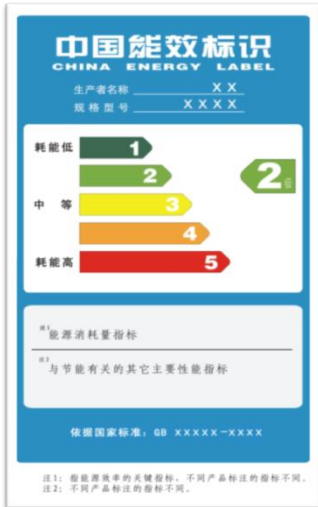 中国能效标识
CHINA ENERGY LABEL
生产者名称 XX
规格型号 XXXX
耗能低 1
2
2级
中 等 3
4
耗能高 5
注1能源消耗量指标
注2与节能有关的其它主要性能指标
依据国家标准：GB XXXXX-XXXX
注1：指能源效率的关键指标，不同产品标注的指标不同。
注2：不同产品标注的指标不同。